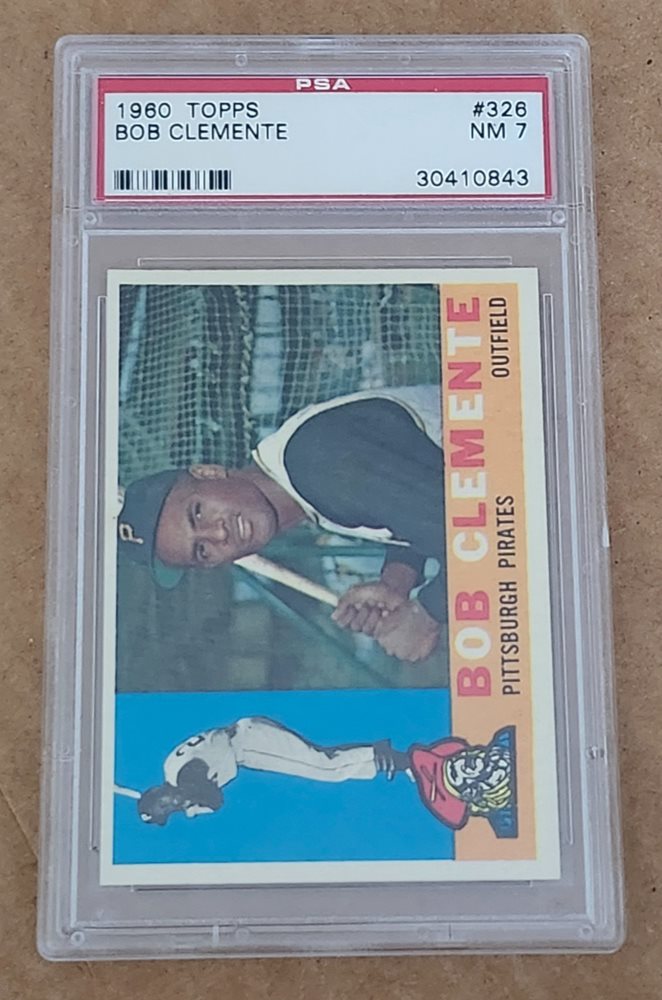 PSA
1960 TOPPS #326
BOB CLEMENTE NM 7
30410843
P
BOB CLEMENTE
PITTSBURGH PIRATES OUTFIELD